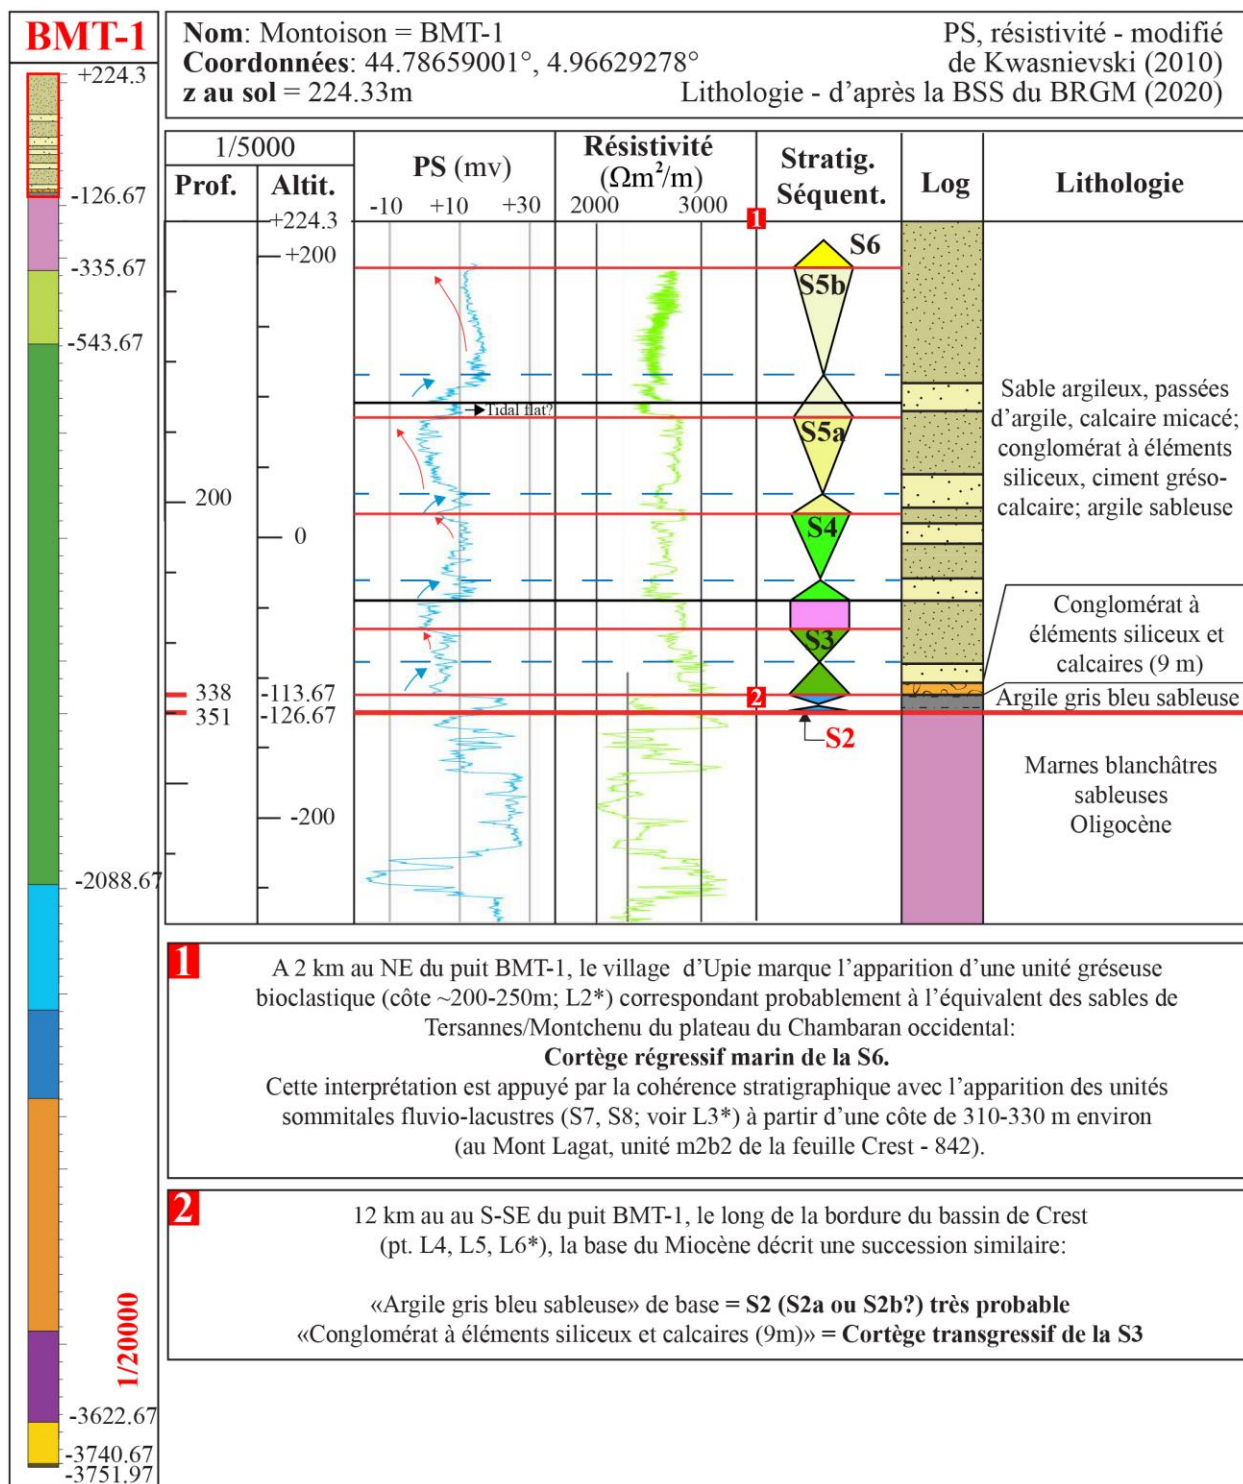 BMT-1
+224.3
-126.67
-335.67
-543.67
-2088.67
-3622.67
-3740.67
-3751.97
1/20000
Nom: Montoison = BMT-1
Coordonnées: 44.78659001°, 4.96629278°
z au sol = 224.33m
PS, résistivité - modifié
de Kwasnievski (2010)
Lithologie - d'après la BSS du BRGM (2020)
1/5000
Prof.
Altit.
PS (mv)
-10
+10
+30
Résistivité
(Ωm²/m)
2000
3000
Stratig.
Séquent.
Log
Lithologie
+224.3
1
+200
200
0
338
-113.67
351
-126.67
-200
Tidal flat?
S6
S5b
S5a
S4
S3
2
S2
Sable argileux, passées
d'argile, calcaire micacé;
conglomérat à éléments
siliceux, ciment gréso-
calcaire; argile sableuse
Conglomérat à
éléments siliceux et
calcaires (9 m)
Argile gris bleu sableuse
Marnes blanchâtres
sableuses
Oligocène
1
A 2 km au NE du puit BMT-1, le village d'Upie marque l'apparition d'une unité gréseuse
bioclastique (côte ~200-250m; L2*) correspondant probablement à l'équivalent des sables de
Tersannes/Montchenu du plateau du Chambaran occidental:
Cortège régressif marin de la S6.
Cette interprétation est appuyé par la cohérence stratigraphique avec l'apparition des unités
sommitales fluvio-lacustres (S7, S8; voir L3*) à partir d'une côte de 310-330 m environ
(au Mont Lagat, unité m2b2 de la feuille Crest - 842).
2
12 km au au S-SE du puit BMT-1, le long de la bordure du bassin de Crest
(pt. L4, L5, L6*), la base du Miocène décrit une succession similaire:
«Argile gris bleu sableuse» de base = S2 (S2a ou S2b?) très probable
«Conglomérat à éléments siliceux et calcaires (9m)» = Cortège transgressif de la S3